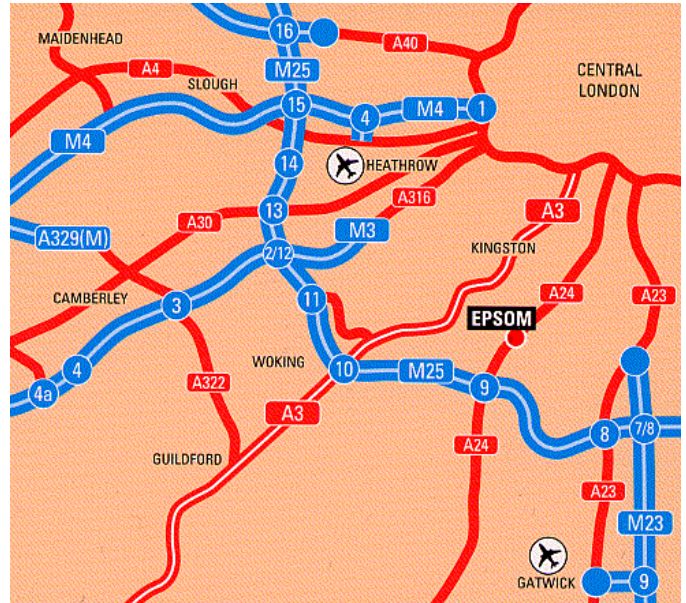 16
A40
MAIDENHEAD
M25
A4
SLOUGH
CENTRAL
LONDON
15
4
M4
1
M4
14
HEATHROW
A316
13
A30
A3
M3
A329(M)
2/12
KINGSTON
CAMBERLEY
3
11
A24
A23
EPSOM
WOKING
10
M25
9
4
4a
A322
A3
8
7/8
A24
GUILDFORD
A23
M23
GATWICK
9